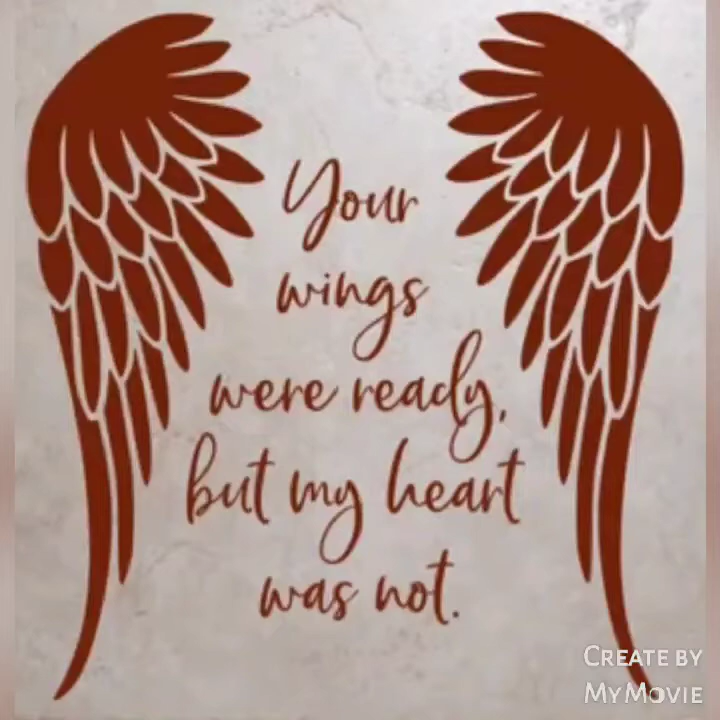 Your
wings
were ready,
but my heart
was not.
CREATE BY
MYMOVIE